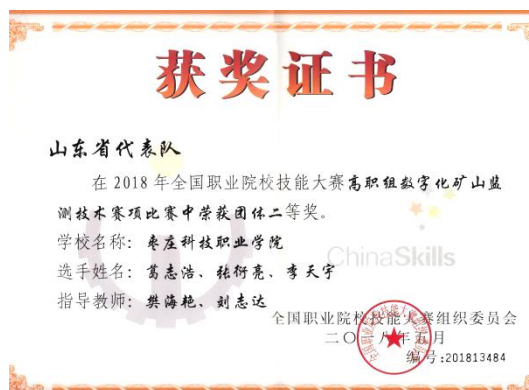 获奖证书
山东省代表队
在2018年全国职业院校技能大赛高职组数字化矿山监
测技术赛项比赛中荣获团体二等奖。
学校名称：枣庄科技职业学院
选手姓名：葛志浩、张衍亮、李天宇
指导教师：樊海艳、刘志达
ChinaSkills
全国职业院校技能大赛组织委员会
二〇一八年五月
编号:201813484